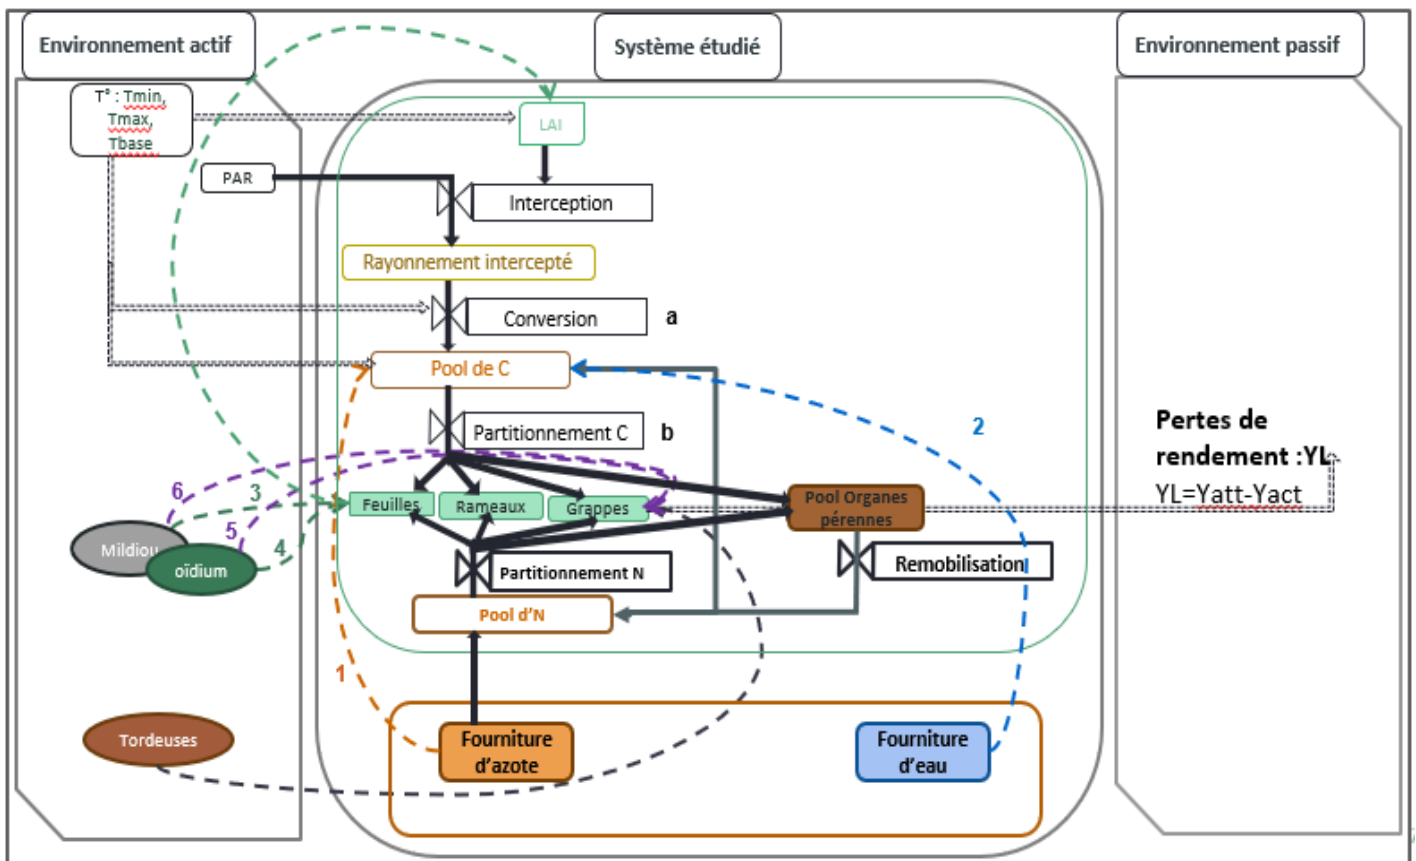 Environnement actif
Système étudié
Environnement passif
T° : Tmin,
Tmax,
Tbase
LAI
PAR
Interception
Rayonnement intercepté
Conversion
a
Pool de C
Partitionnement C
b
2
Pertes de
rendement :YL
YL=Yatt-Yact
6
3
5
4
Feuilles
Rameaux
Grappes
Pool Organes
pérennes
Mildiou
oïdium
Partitionnement N
Remobilisation
Pool d'N
1
Tordeuses
Fourniture
d'azote
Fourniture
d'eau